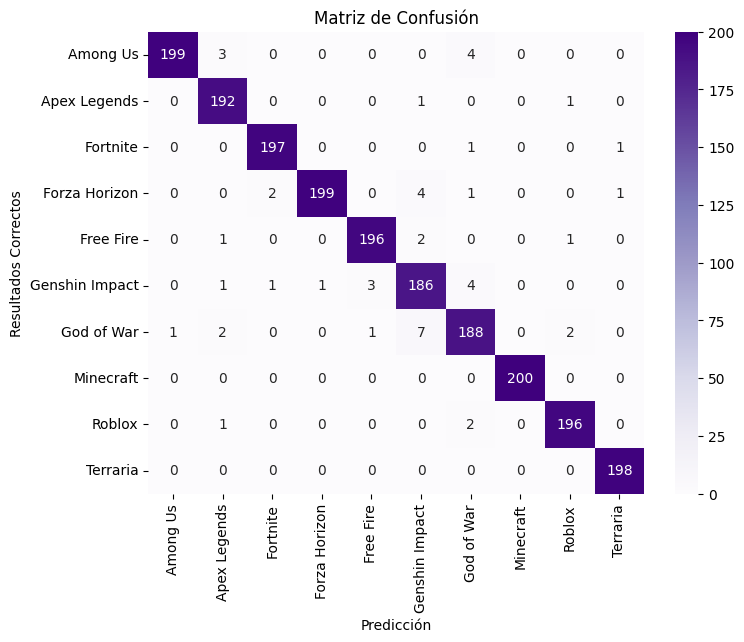 Matriz de Confusión
Resultados Correctos
Among Us 199 3 0 0 0 0 4 0 0 0
Apex Legends 0 192 0 0 0 1 0 0 1 0
Fortnite 0 0 197 0 0 0 1 0 0 1
Forza Horizon 0 0 2 199 0 4 1 0 0 1
Free Fire 0 1 0 0 196 2 0 0 1 0
Genshin Impact 0 1 1 1 3 186 4 0 0 0
God of War 1 2 0 0 1 7 188 0 2 0
Minecraft 0 0 0 0 0 0 0 200 0 0
Roblox 0 1 0 0 0 0 2 0 196 0
Terraria 0 0 0 0 0 0 0 0 0 198
Among Us
Apex Legends
Fortnite
Forza Horizon
Free Fire
Genshin Impact
God of War
Minecraft
Roblox
Terraria
Predicción
200
175
150
125
100
75
50
25
0